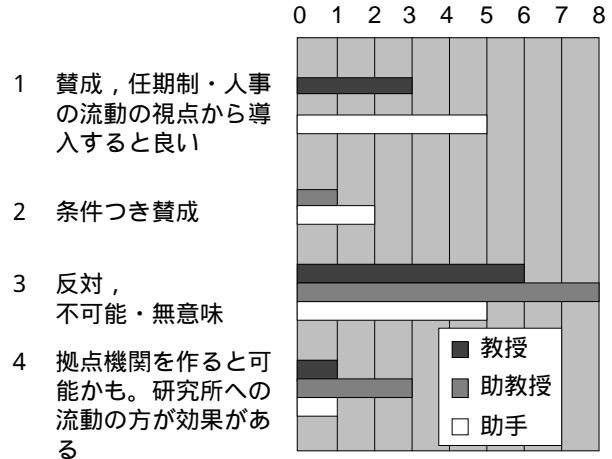 0 1 2 3 4 5 6 7 8
1 賛成，任期制・人事
の流動の視点から導
入すると良い
2 条件つき賛成
3 反対，
不可能・無意味
4 拠点機関を作ると可
能かも。研究所への
流動の方が効果があ
る
教授
助教授
助手